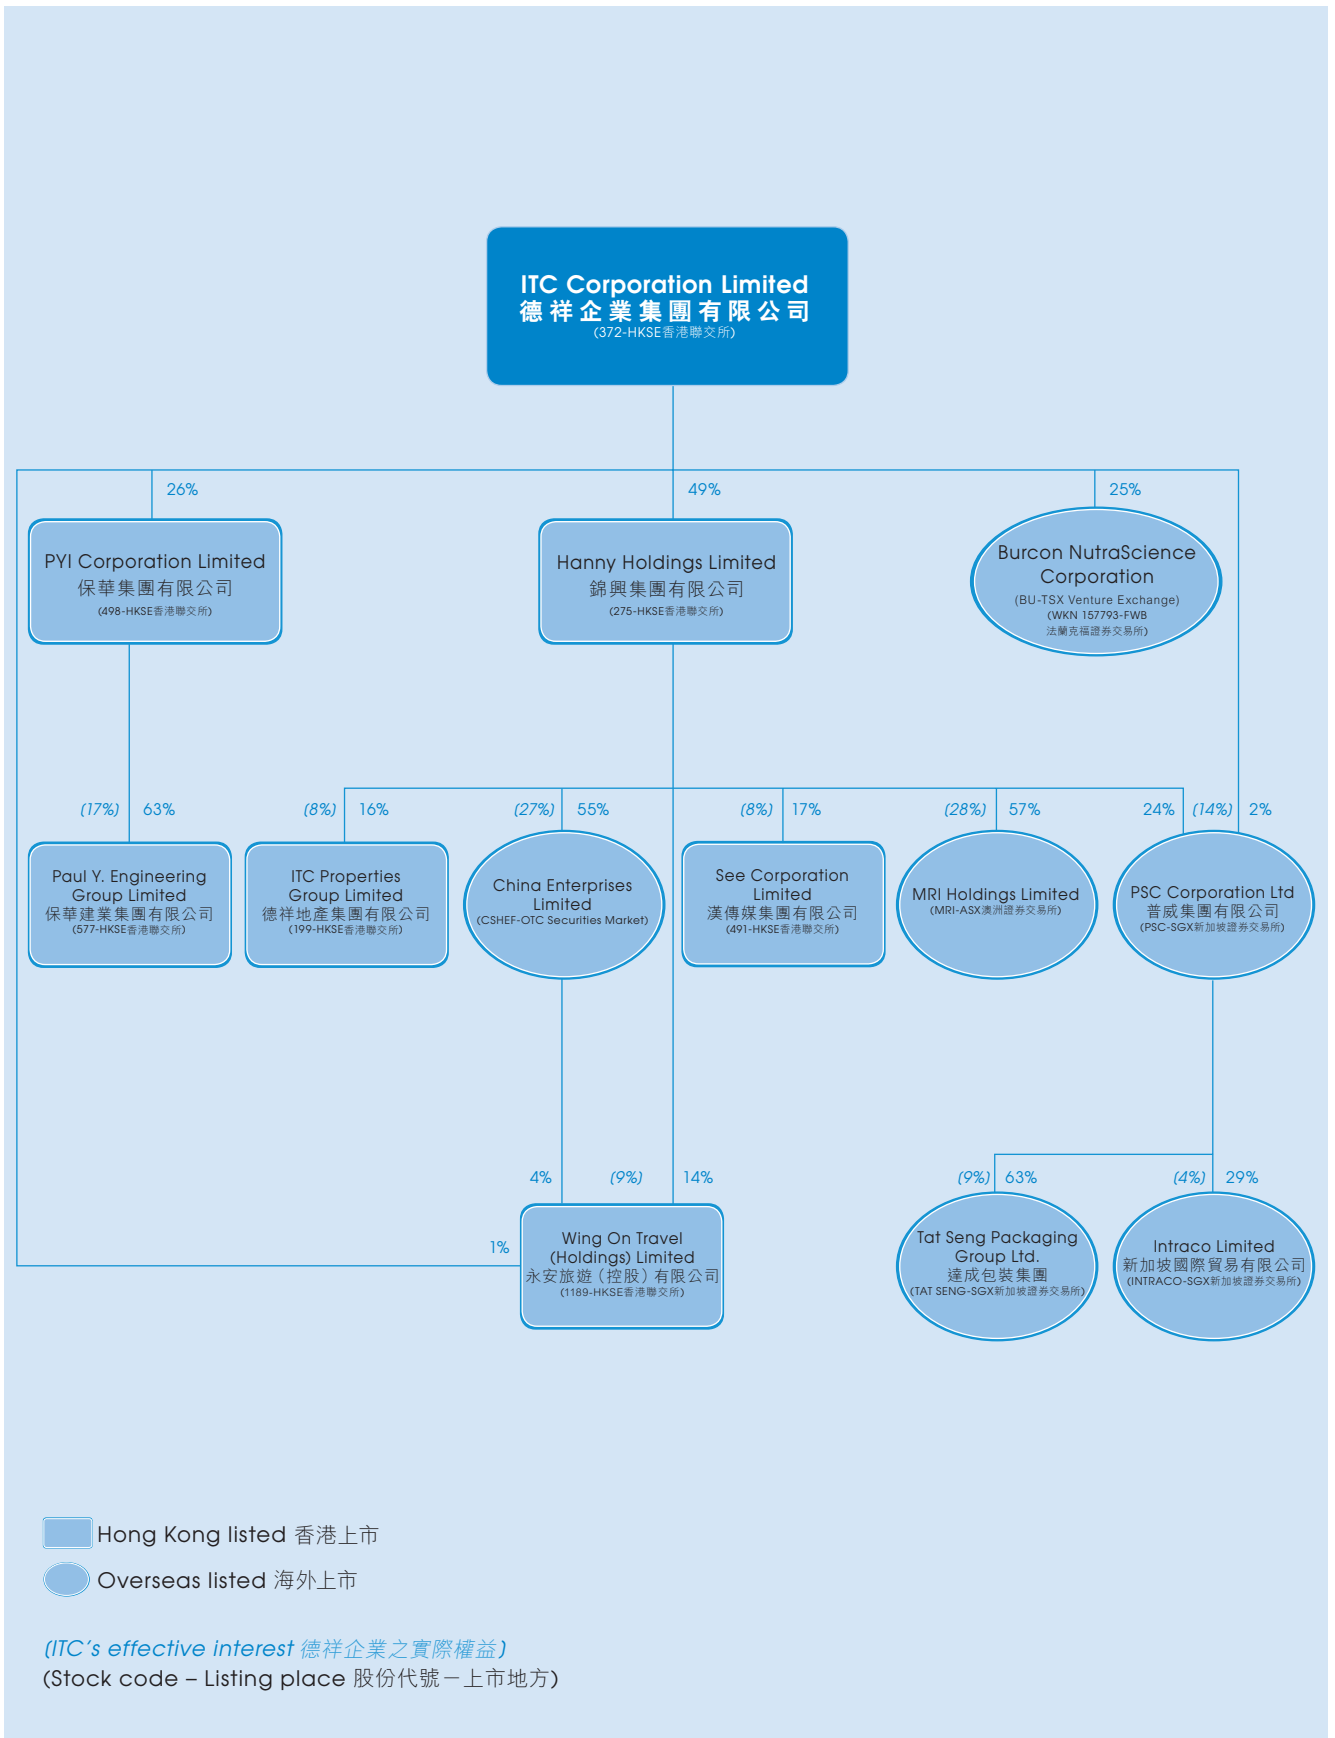 ITC Corporation Limited
德祥企業集團有限公司
(372-HKSE香港聯交所)
26%
49%
25%
PYI Corporation Limited
保華集團有限公司
(498-HKSE香港聯交所)
Hanny Holdings Limited
錦興集團有限公司
(275-HKSE香港聯交所)
Burcon NutraScience
Corporation
(BU-TSX Venture Exchange)
(WKN 157793-FWB
法蘭克福證券交易所)
(17%) 63%
(8%) 16%
(27%) 55%
(8%) 17%
(28%) 57%
24% (14%) 2%
Paul Y. Engineering
Group Limited
保華建業集團有限公司
(577-HKSE香港聯交所)
ITC Properties
Group Limited
德祥地產集團有限公司
(199-HKSE香港聯交所)
China Enterprises
Limited
(CSHEF-OTC Securities Market)
See Corporation
Limited
漢傳媒集團有限公司
(491-HKSE香港聯交所)
MRI Holdings Limited
(MRI-ASX澳洲證券交易所)
PSC Corporation Ltd
普威集團有限公司
(PSC-SGX新加坡證券交易所)
4% (9%) 14%
(9%) 63%
(4%) 29%
1%
Wing On Travel
(Holdings) Limited
永安旅遊（控股）有限公司
(1189-HKSE香港聯交所)
Tat Seng Packaging
Group Ltd.
達成包裝集團
(TAT SENG-SGX新加坡證券交易所)
Intraco Limited
新加坡國際貿易有限公司
(INTRACO-SGX新加坡證券交易所)
Hong Kong listed 香港上市
Overseas listed 海外上市
(ITC's effective interest 德祥企業之實際權益)
(Stock code – Listing place 股份代號－上市地方)